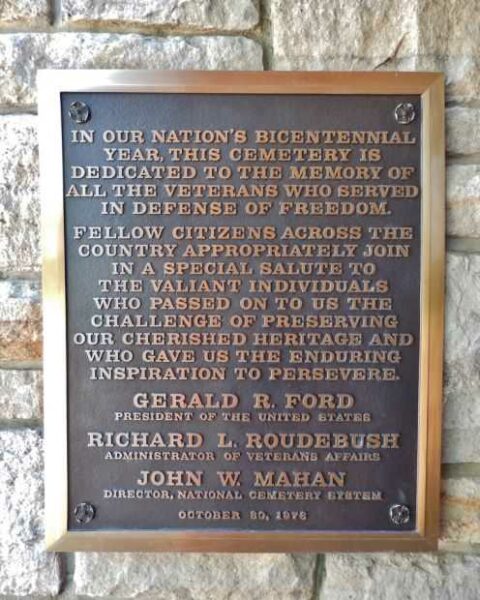 IN OUR NATION'S BICENTENNIAL
YEAR, THIS CEMETERY IS
DEDICATED TO THE MEMORY OF
ALL THE VETERANS WHO SERVED
IN DEFENSE OF FREEDOM.
FELLOW CITIZENS ACROSS THE
COUNTRY APPROPRIATELY JOIN
IN A SPECIAL SALUTE TO
THE VALIANT INDIVIDUALS
WHO PASSED ON TO US THE
CHALLENGE OF PRESERVING
OUR CHERISHED HERITAGE AND
WHO GAVE US THE ENDURING
INSPIRATION TO PERSEVERE.
GERALD R. FORD
PRESIDENT OF THE UNITED STATES
RICHARD L. ROUDEBUSH
ADMINISTRATOR OF VETERANS AFFAIRS
JOHN W. MAHAN
DIRECTOR, NATIONAL CEMETERY SYSTEM
OCTOBER 30, 1976